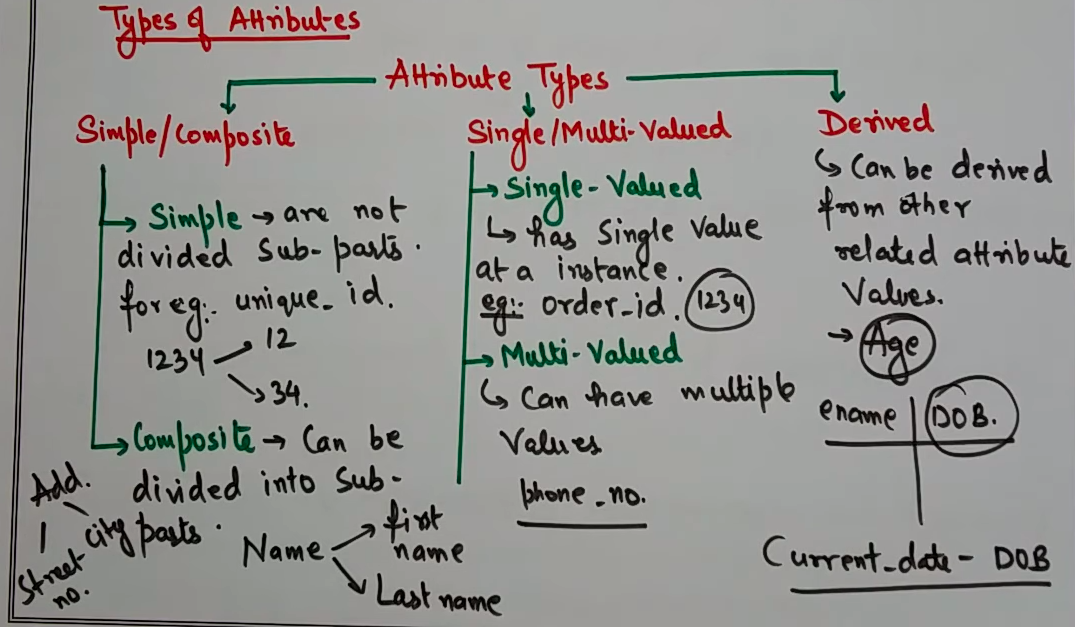 Types of Attributes
Attribute Types
Simple/Composite
Simple → are not
divided Sub-parts.
for eg:- unique_id.
1234
12
34.
Composite → Can be
divided into Sub-
parts.
Add.
city
Street
no.
Name
first
name
Last name
Single/Multi-Valued
Single-Valued
has Single Value
at a instance.
eg:- order_id. 1234
Multi-Valued
Can have multiple
Values
phone_no.
Derived
Can be derived
from other
related attribute
Values.
→ Age
ename DOB.
Current_date - DOB